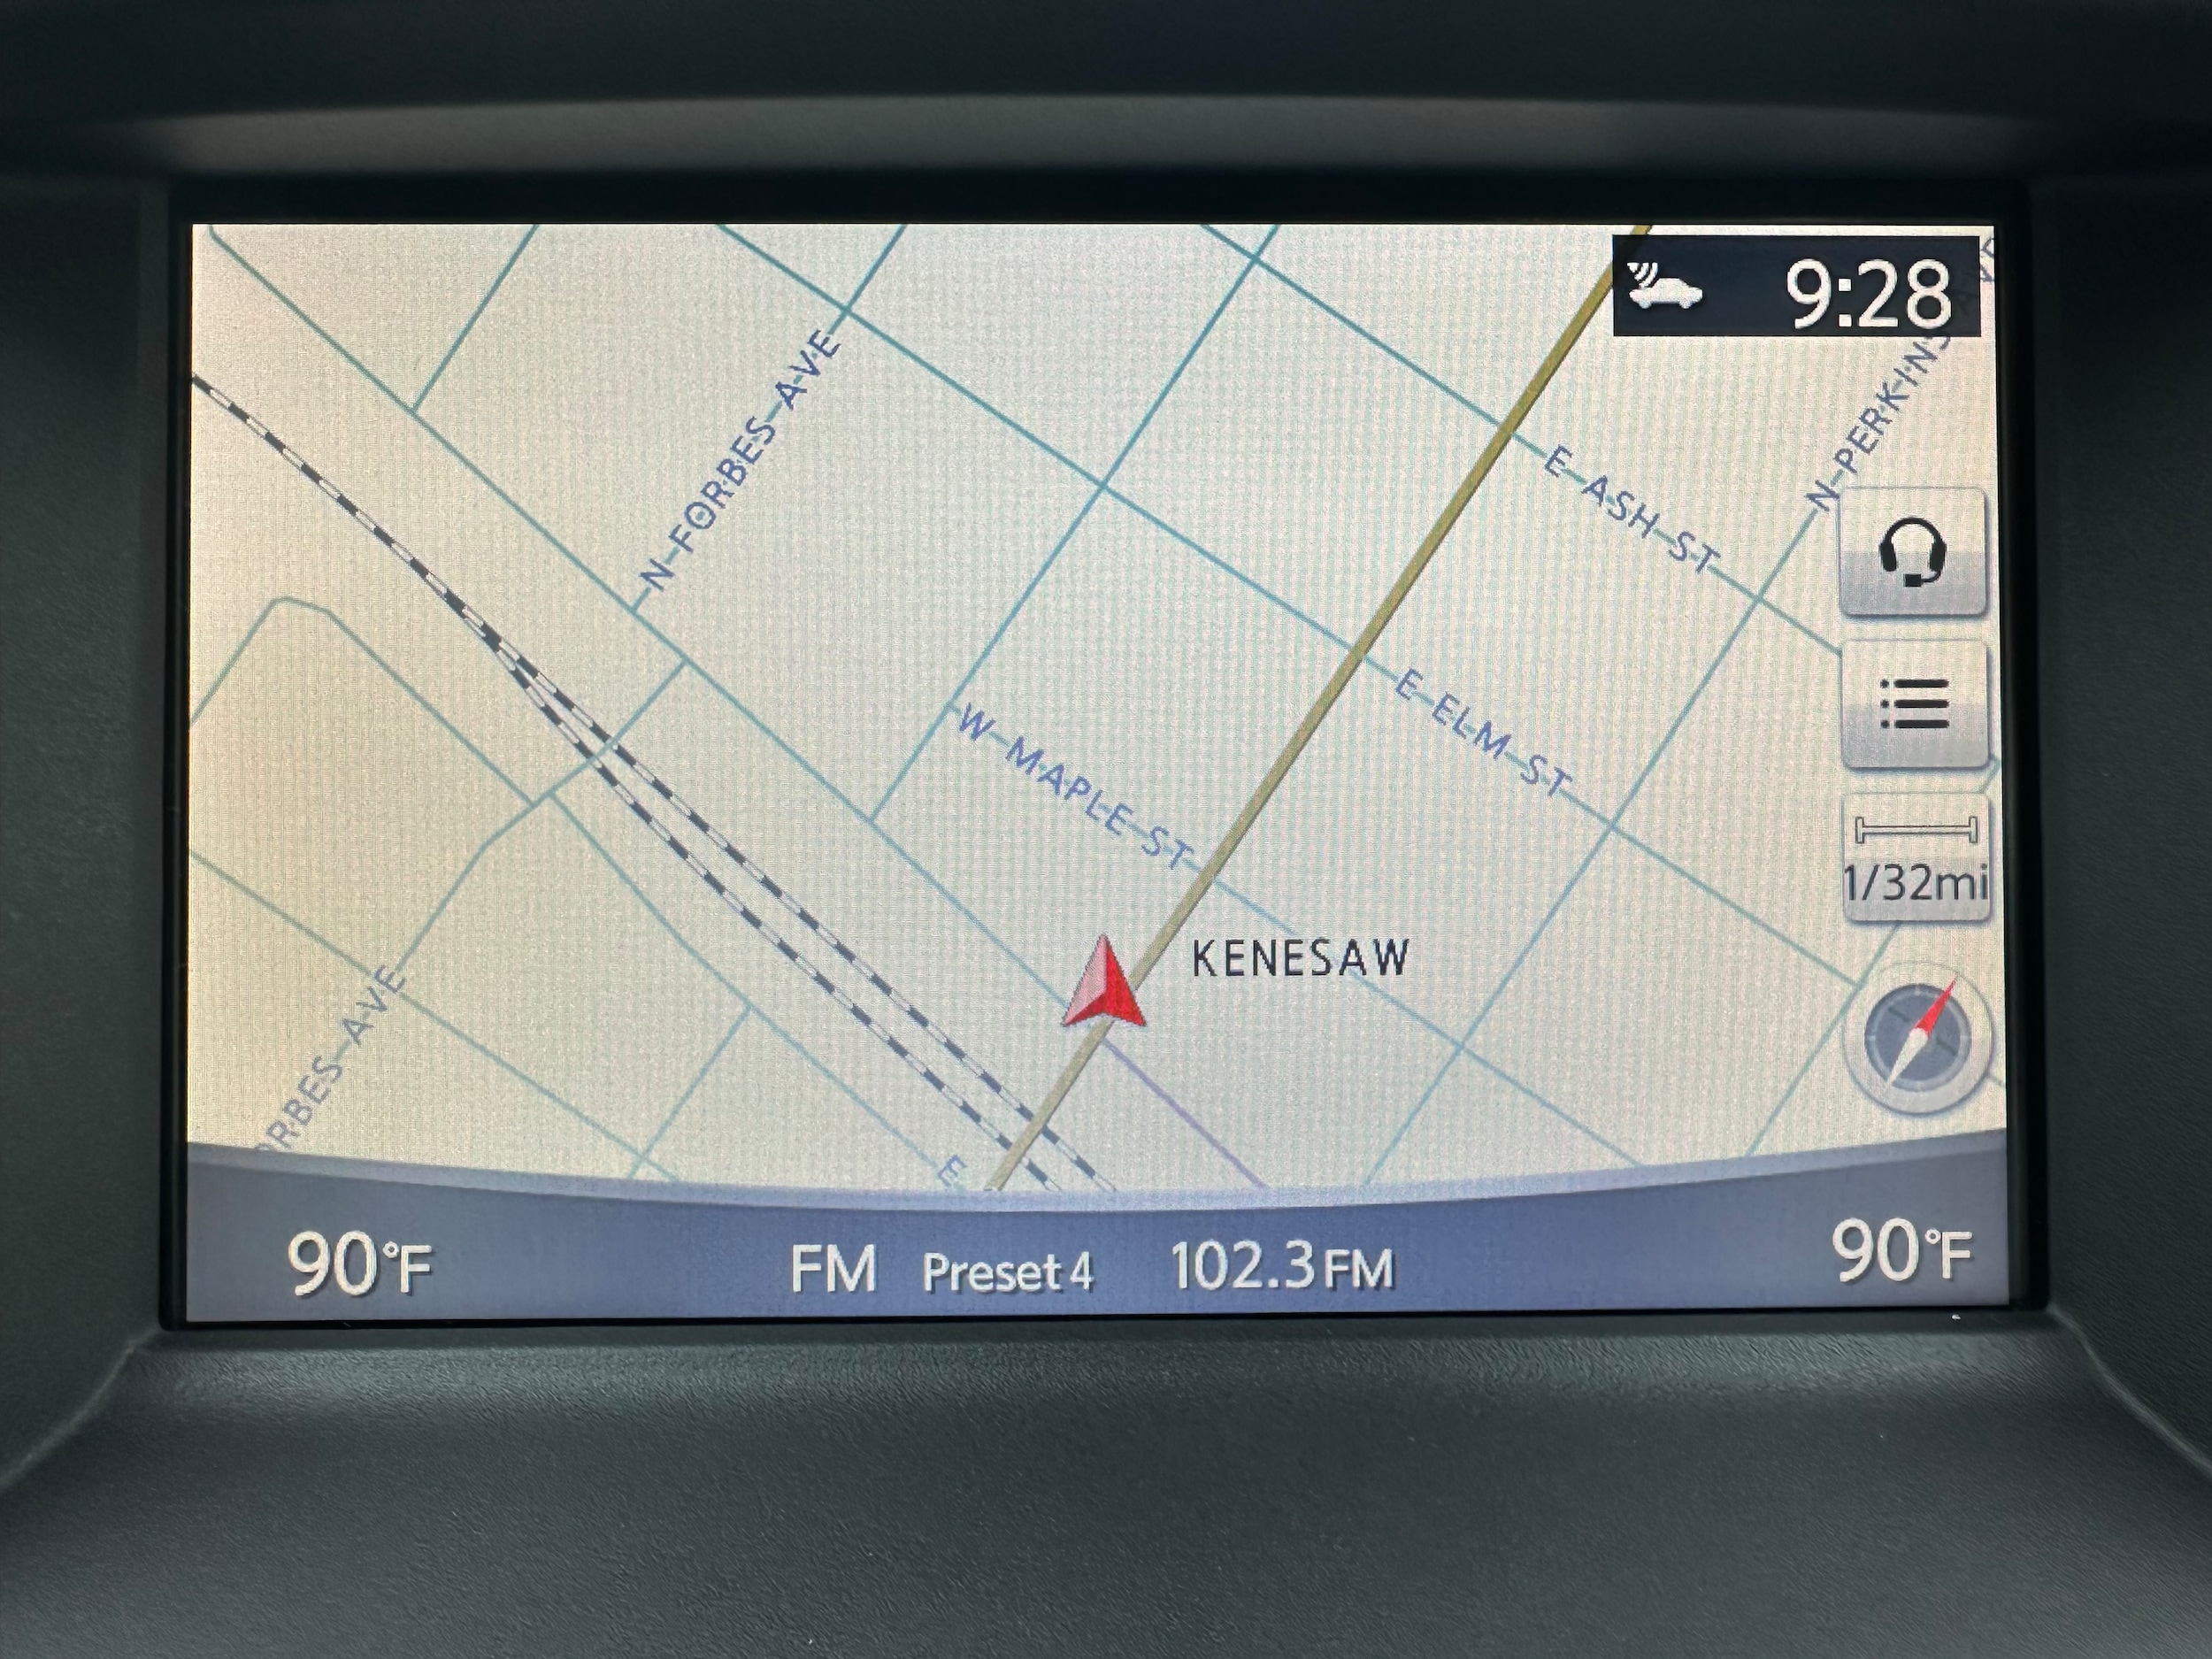 9:28
N FORBES AVE
N PERKINS
E ASH ST
E ELM ST
W MAPLE ST
1/32mi
KENESAW
ORBES AVE
E
90°F
FM Preset 4 102.3 FM
90°F